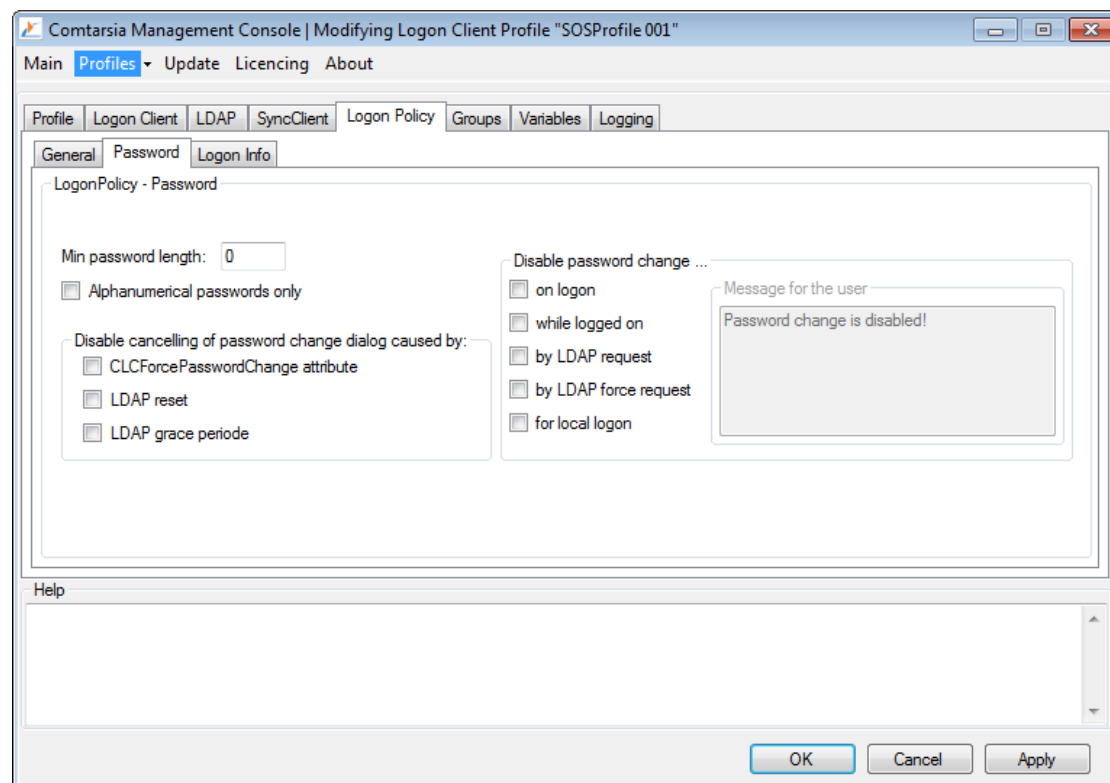 Comtarsia Management Console | Modifying Logon Client Profile "SOSProfile001"
Main Profiles Update Licencing About
Profile Logon Client LDAP SyncClient Logon Policy Groups Variables Logging
General Password Logon Info
LogonPolicy - Password
Min password length: 0
Alphanumerical passwords only
Disable cancelling of password change dialog caused by:
CLCForcePasswordChange attribute
LDAP reset
LDAP grace periode
Disable password change ...
on logon
while logged on
by LDAP request
by LDAP force request
for local logon
Message for the user
Password change is disabled!
Help
OK Cancel Apply